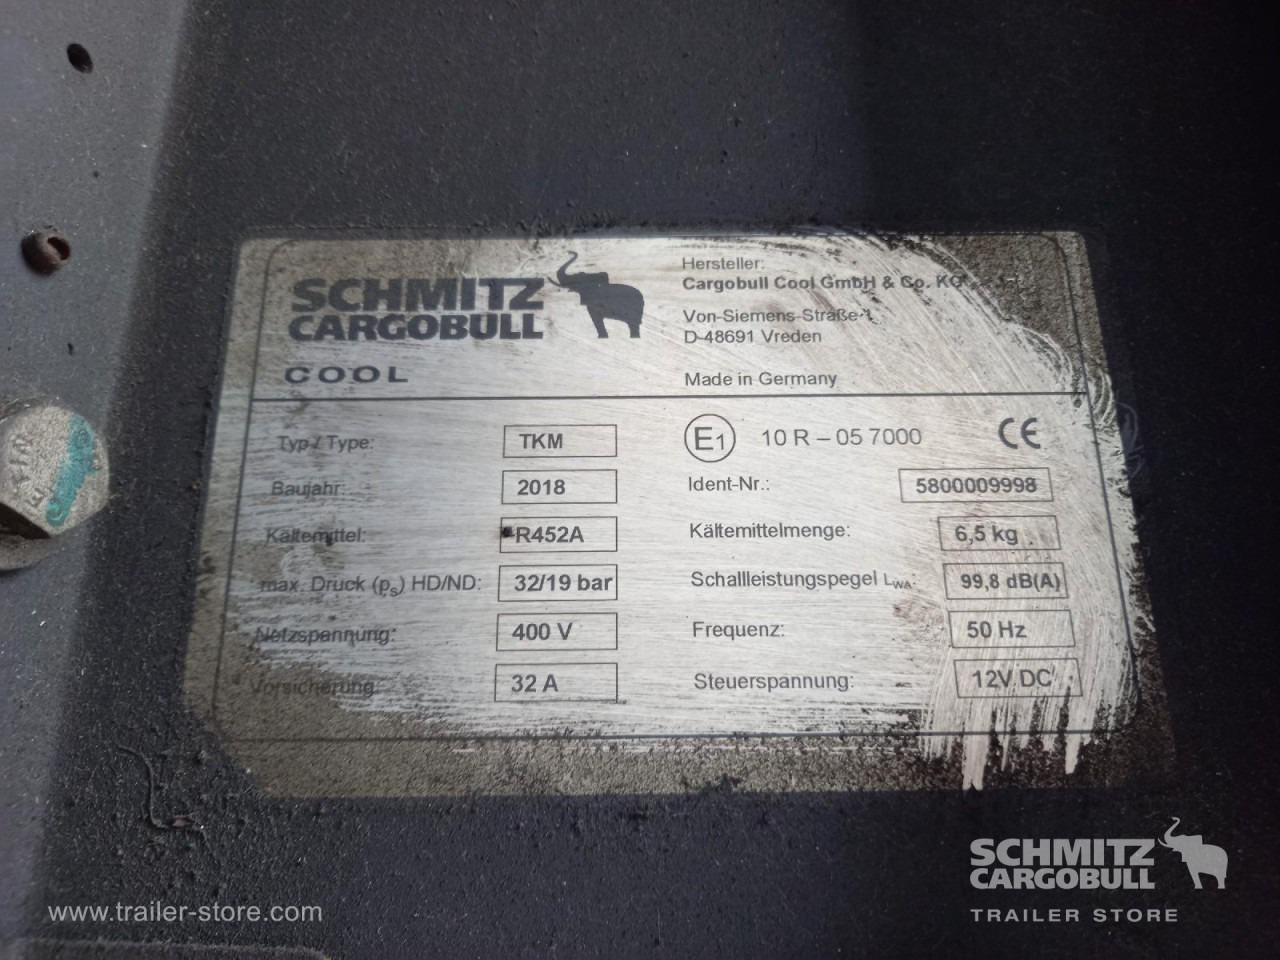 SCHMITZ
CARGOBULL
COOL
Hersteller:
Cargobull Cool GmbH & Co. KG
Von-Siemens-Straße 1
D-48691 Vreden
Made in Germany
Typ / Type: TKM
E1 10 R – 05 7000 CE
Baujahr: 2018
Ident-Nr.: 5800009998
Kältemittel: R452A
Kältemittelmenge: 6,5 kg
max. Druck (ps) HD/ND: 32/19 bar
Schallleistungspegel LWA: 99,8 dB(A)
Netzspannung: 400 V
Frequenz: 50 Hz
Vorsicherung: 32 A
Steuerspannung: 12V DC
www.trailer-store.com
SCHMITZ
CARGOBULL
TRAILER STORE